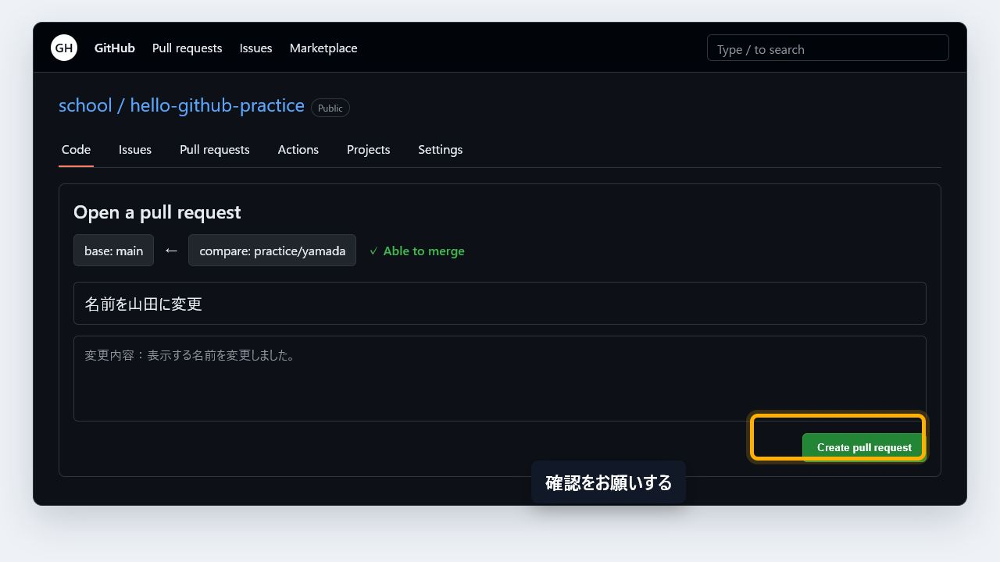 GH GitHub Pull requests Issues Marketplace Type / to search
school / hello-github-practice Public
Code Issues Pull requests Actions Projects Settings
Open a pull request
base: main ← compare: practice/yamada ✓ Able to merge
名前を山田に変更
変更内容：表示する名前を変更しました。
Create pull request
確認をお願いする